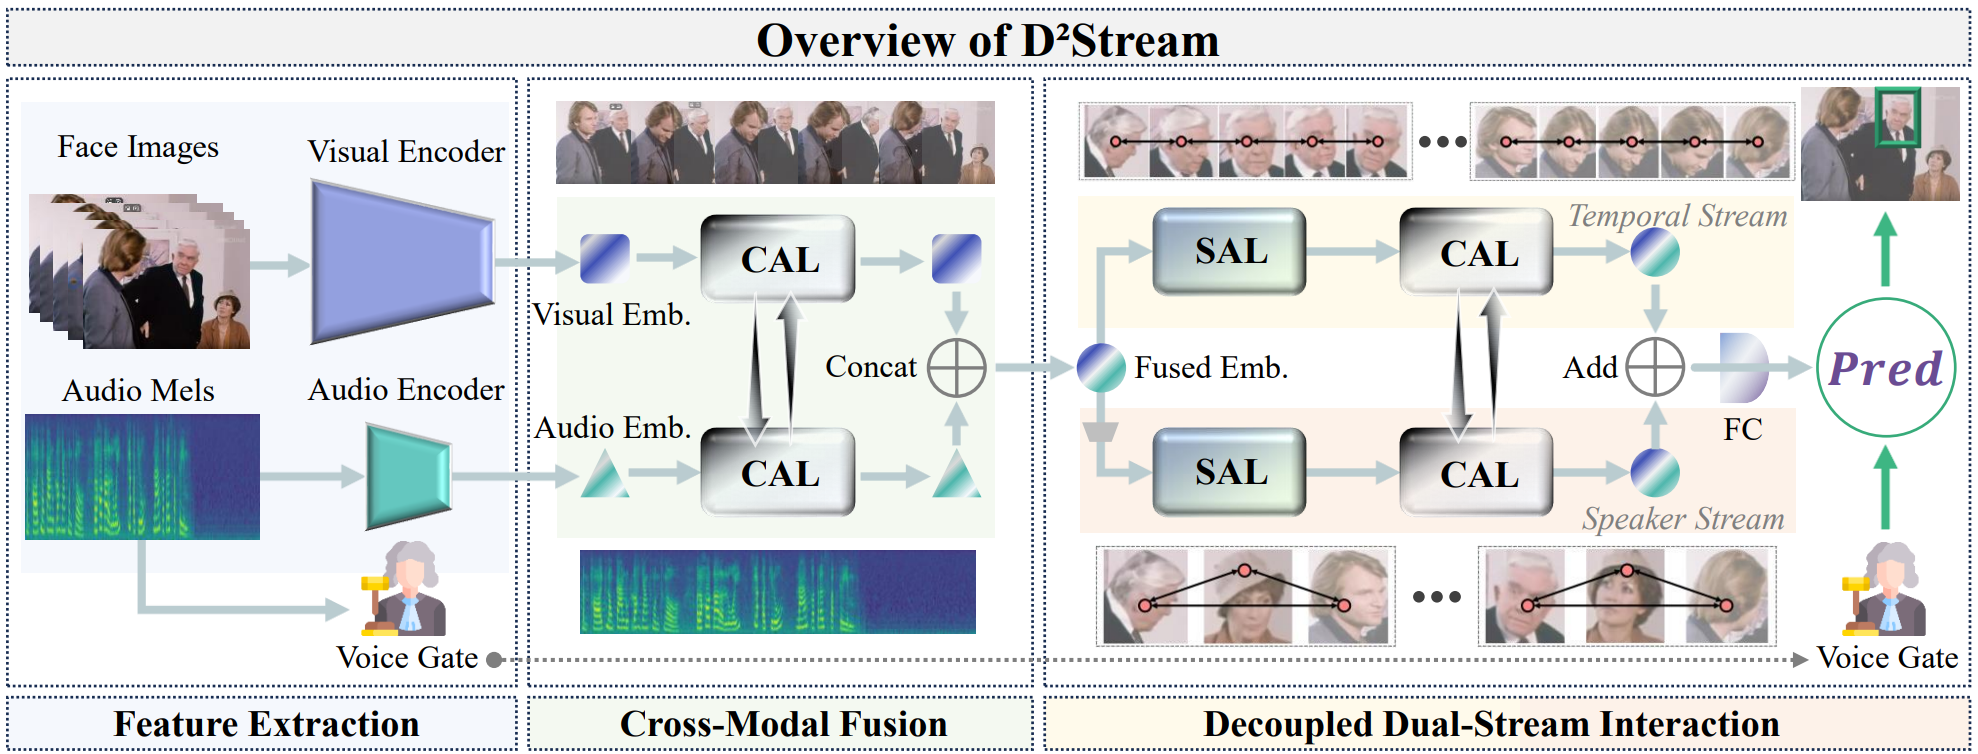 Overview of D²Stream
Face Images
Visual Encoder
Audio Mels
Audio Encoder
Voice Gate
Feature Extraction
CAL
Visual Emb.
Concat
Audio Emb.
CAL
Cross-Modal Fusion
Temporal Stream
SAL
CAL
Fused Emb.
Add
FC
Pred
SAL
CAL
Speaker Stream
Voice Gate
Decoupled Dual-Stream Interaction